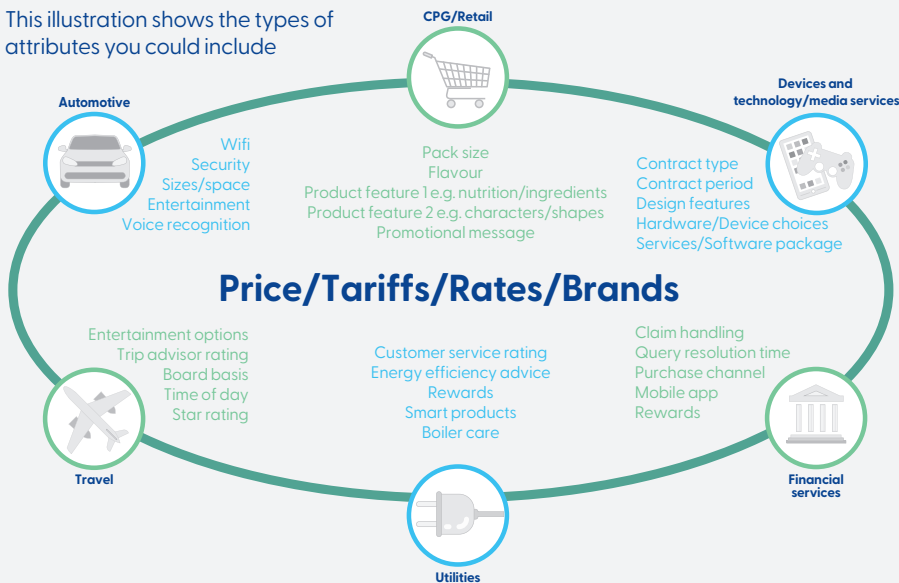 This illustration shows the types of
attributes you could include
CPG/Retail
Pack size
Flavour
Product feature 1 e.g. nutrition/ingredients
Product feature 2 e.g. characters/shapes
Promotional message
Automotive
Wifi
Security
Sizes/space
Entertainment
Voice recognition
Devices and
technology/media services
Contract type
Contract period
Design features
Hardware/Device choices
Services/Software package
Price/Tariffs/Rates/Brands
Entertainment options
Trip advisor rating
Board basis
Time of day
Star rating
Travel
Customer service rating
Energy efficiency advice
Rewards
Smart products
Boiler care
Utilities
Claim handling
Query resolution time
Purchase channel
Mobile app
Rewards
Financial
services